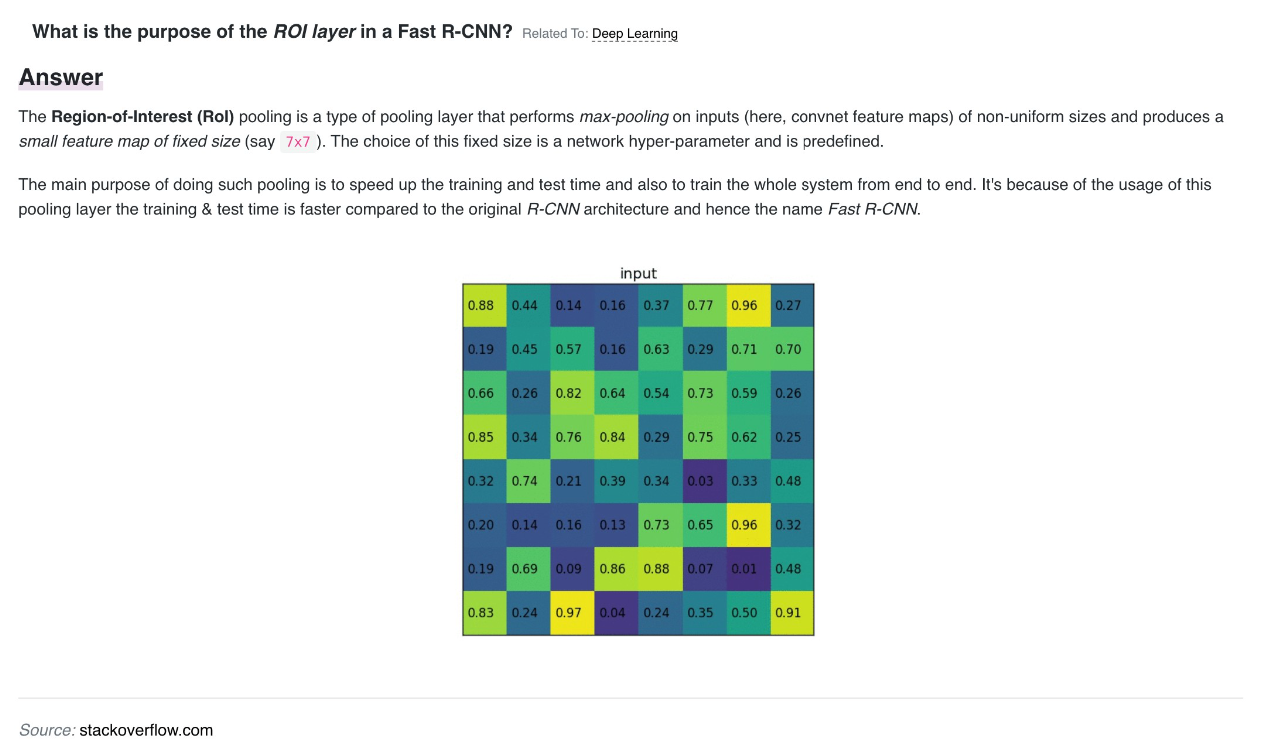 What is the purpose of the ROI layer in a Fast R-CNN? Related To: Deep Learning
Answer
The Region-of-Interest (RoI) pooling is a type of pooling layer that performs max-pooling on inputs (here, convnet feature maps) of non-uniform sizes and produces a
small feature map of fixed size (say 7x7 ). The choice of this fixed size is a network hyper-parameter and is predefined.
The main purpose of doing such pooling is to speed up the training and test time and also to train the whole system from end to end. It's because of the usage of this
pooling layer the training & test time is faster compared to the original R-CNN architecture and hence the name Fast R-CNN.
input
0.88 0.44 0.14 0.16 0.37 0.77 0.96 0.27
0.19 0.45 0.57 0.16 0.63 0.29 0.71 0.70
0.66 0.26 0.82 0.64 0.54 0.73 0.59 0.26
0.85 0.34 0.76 0.84 0.29 0.75 0.62 0.25
0.32 0.74 0.21 0.39 0.34 0.03 0.33 0.48
0.20 0.14 0.16 0.13 0.73 0.65 0.96 0.32
0.19 0.69 0.09 0.86 0.88 0.07 0.01 0.48
0.83 0.24 0.97 0.04 0.24 0.35 0.50 0.91
Source: stackoverflow.com